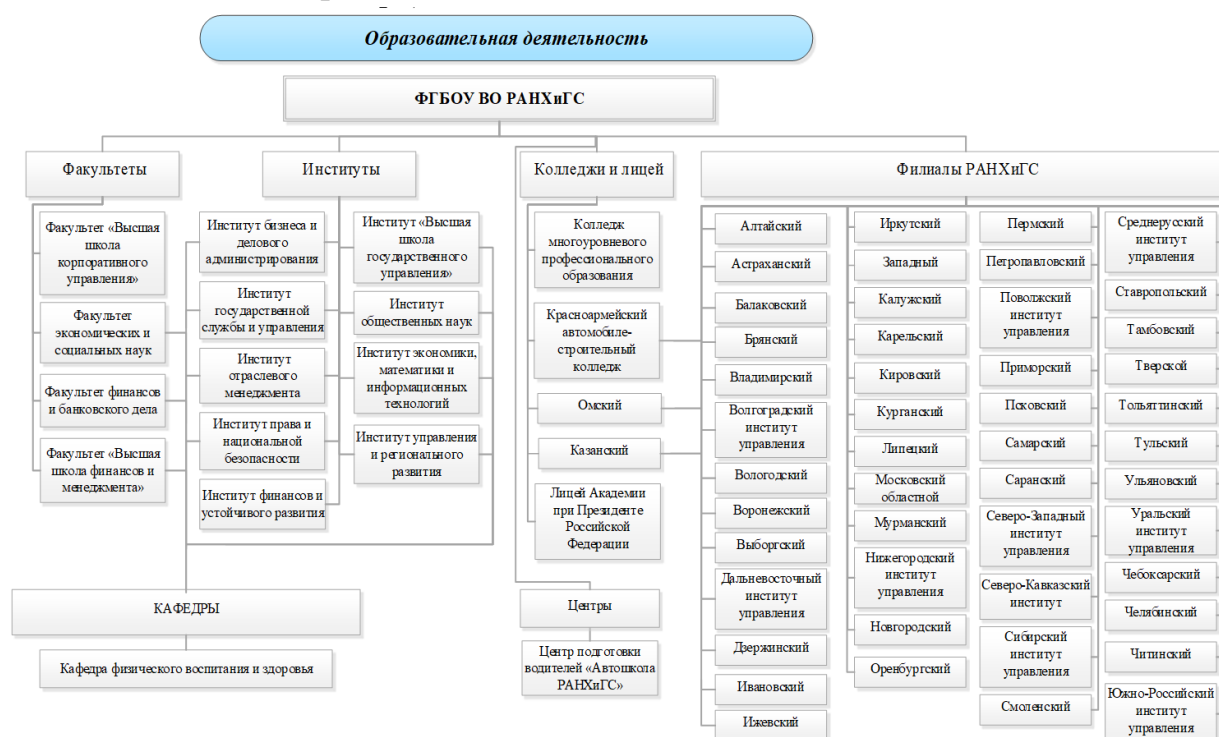 Образовательная деятельность
ФГБОУ ВО РАНХиГС
Факультеты
Факультет «Высшая
школа
корпоративного
управления»
Факультет
экономических и
социальных наук
Факультет финансов
и банковского дела
Факультет «Высшая
школа финансов и
менеджмента»
Институты
Институт бизнеса и
делового
администрирования
Институт
государственной
службы и управления
Институт
отраслевого
менеджмента
Институт права и
национальной
безопасности
Институт финансов и
устойчивого развития
Институт «Высшая
школа
государственного
управления»
Институт
общественных наук
Институт экономики,
математики и
информационных
технологий
Институт управления
и регионального
развития
Колледжи и лицей
Колледж
многоуровневого
профессионального
образования
Красноармейский
автомобиле-
строительный
колледж
Омский
Казанский
Лицей Академии
при Президенте
Российской
Федерации
Филиалы РАНХиГС
Алтайский
Астраханский
Балаковский
Брянский
Владимирский
Волгоградский
институт
управления
Вологодский
Воронежский
Выборгский
Дальневосточный
институт
управления
Дзержинский
Ивановский
Ижевский
Иркутский
Западный
Калужский
Карельский
Кировский
Курганский
Липецкий
Московский
областной
Мурманский
Нижегородский
институт
управления
Новгородский
Оренбургский
Пермский
Петропавловский
Поволжский
институт
управления
Приморский
Псковский
Самарский
Саранский
Северо-Западный
институт
управления
Северо-Кавказский
институт
Сибирский
институт
управления
Смоленский
Среднерусский
институт
управления
Ставропольский
Тамбовский
Тверской
Тольяттинский
Тульский
Ульяновский
Уральский
институт
управления
Чебоксарский
Челябинский
Читинский
Южно-Российский
институт
управления
КАФЕДРЫ
Кафедра физического воспитания и здоровья
Центры
Центр подготовки
водителей «Автошкола
РАНХиГС»